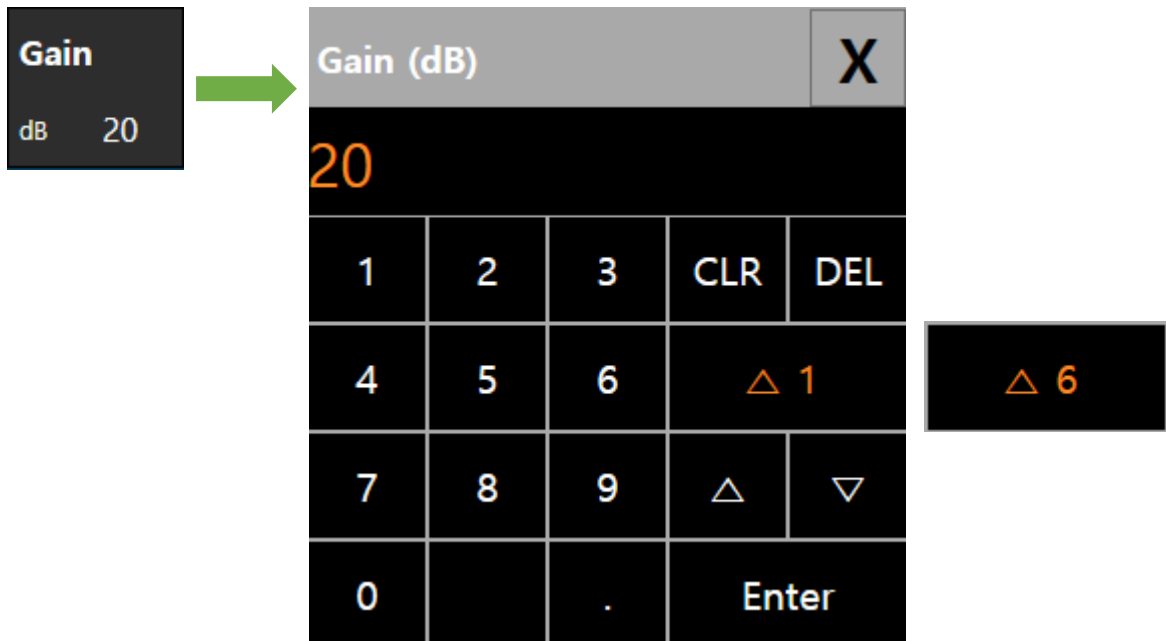 Gain
dB 20
Gain (dB) X
20
1 2 3 CLR DEL
4 5 6 △ 1
△ 6
7 8 9 △ ▽
0 . Enter